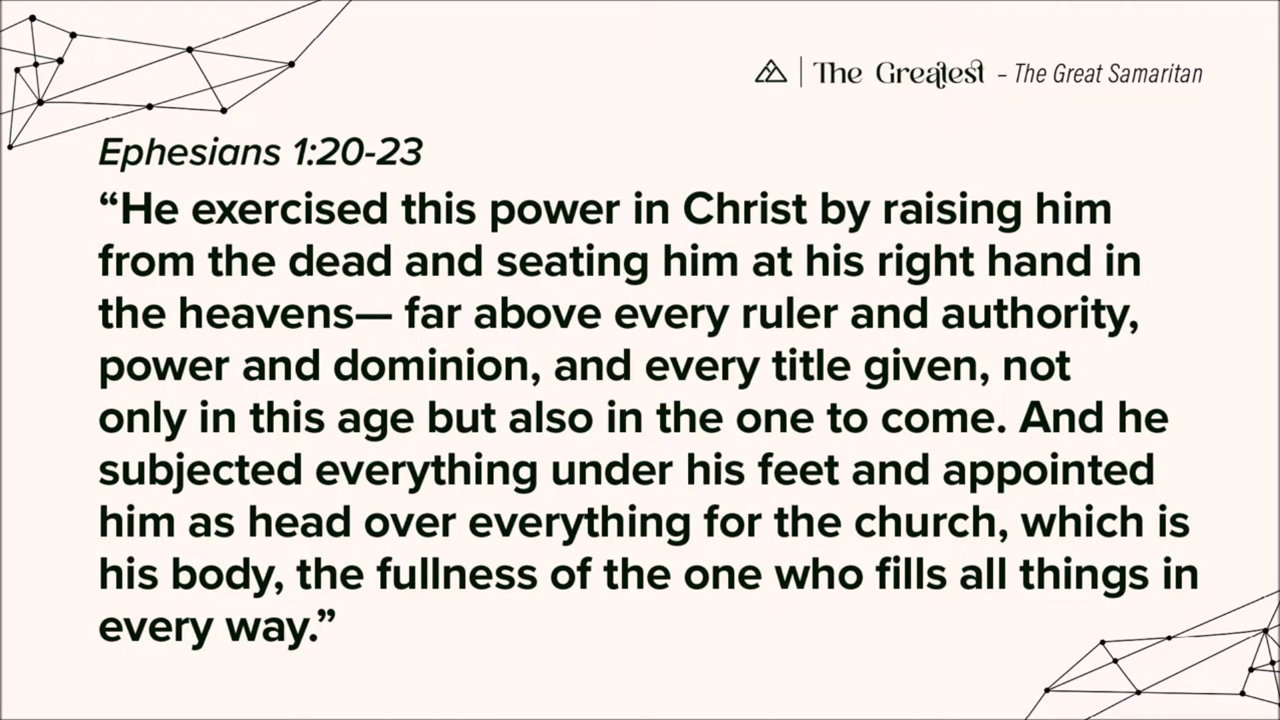 The Greatest – The Great Samaritan
Ephesians 1:20-23
“He exercised this power in Christ by raising him
from the dead and seating him at his right hand in
the heavens— far above every ruler and authority,
power and dominion, and every title given, not
only in this age but also in the one to come. And he
subjected everything under his feet and appointed
him as head over everything for the church, which is
his body, the fullness of the one who fills all things in
every way.”